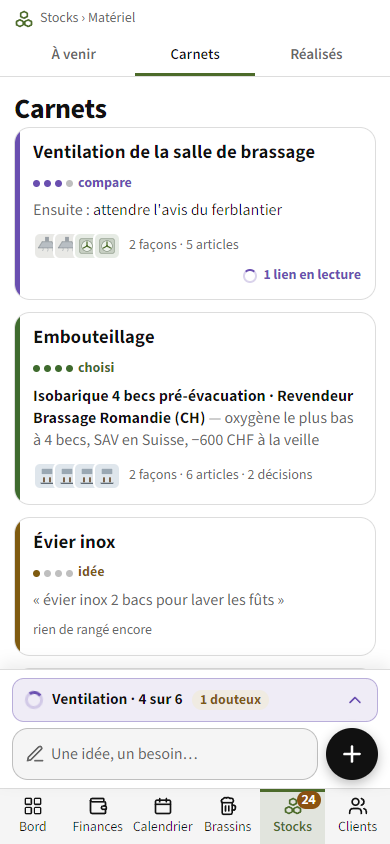 Stocks › Matériel
À venir
Carnets
Réalisés
Carnets
Ventilation de la salle de brassage
compare
Ensuite : attendre l'avis du ferblantier
2 façons · 5 articles
1 lien en lecture
Embouteillage
choisi
Isobarique 4 becs pré-évacuation · Revendeur
Brassage Romandie (CH) — oxygène le plus bas
à 4 becs, SAV en Suisse, −600 CHF à la veille
2 façons · 6 articles · 2 décisions
Évier inox
idée
« évier inox 2 bacs pour laver les fûts »
rien de rangé encore
Ventilation · 4 sur 6
1 douteux
Une idée, un besoin…
24
Bord
Finances
Calendrier
Brassins
Stocks
Clients